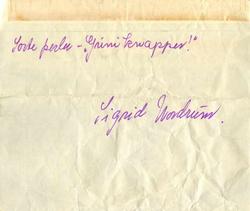 Sorte perler - "Grini knapper!"
Sigrid Nordrum.